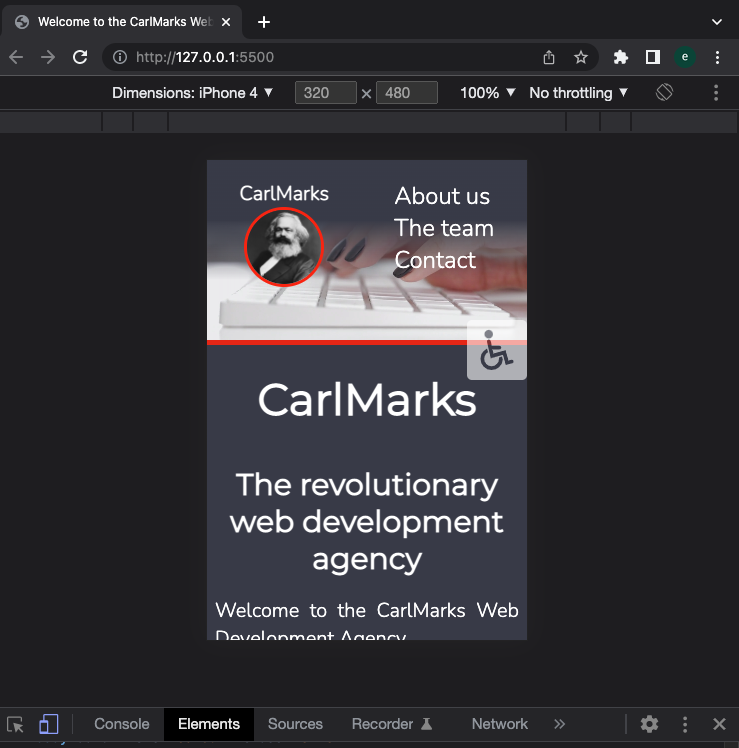 Welcome to the CarlMarks Web
http://127.0.0.1:5500
e
Dimensions: iPhone 4 320 × 480 100% No throttling
CarlMarks
About us
The team
Contact
CarlMarks
The revolutionary
web development
agency
Welcome to the CarlMarks Web
Development Agency
Console Elements Sources Recorder Network »